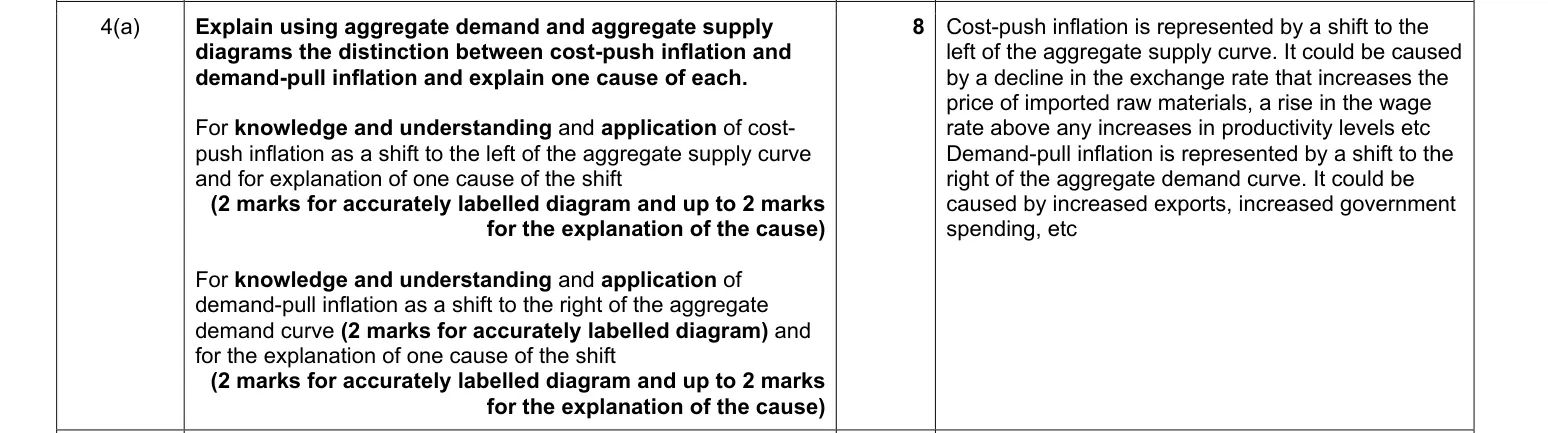 4(a)
Explain using aggregate demand and aggregate supply
diagrams the distinction between cost-push inflation and
demand-pull inflation and explain one cause of each.
For knowledge and understanding and application of cost-
push inflation as a shift to the left of the aggregate supply curve
and for explanation of one cause of the shift
(2 marks for accurately labelled diagram and up to 2 marks
for the explanation of the cause)
For knowledge and understanding and application of
demand-pull inflation as a shift to the right of the aggregate
demand curve (2 marks for accurately labelled diagram) and
for the explanation of one cause of the shift
(2 marks for accurately labelled diagram and up to 2 marks
for the explanation of the cause)
8
Cost-push inflation is represented by a shift to the
left of the aggregate supply curve. It could be caused
by a decline in the exchange rate that increases the
price of imported raw materials, a rise in the wage
rate above any increases in productivity levels etc
Demand-pull inflation is represented by a shift to the
right of the aggregate demand curve. It could be
caused by increased exports, increased government
spending, etc